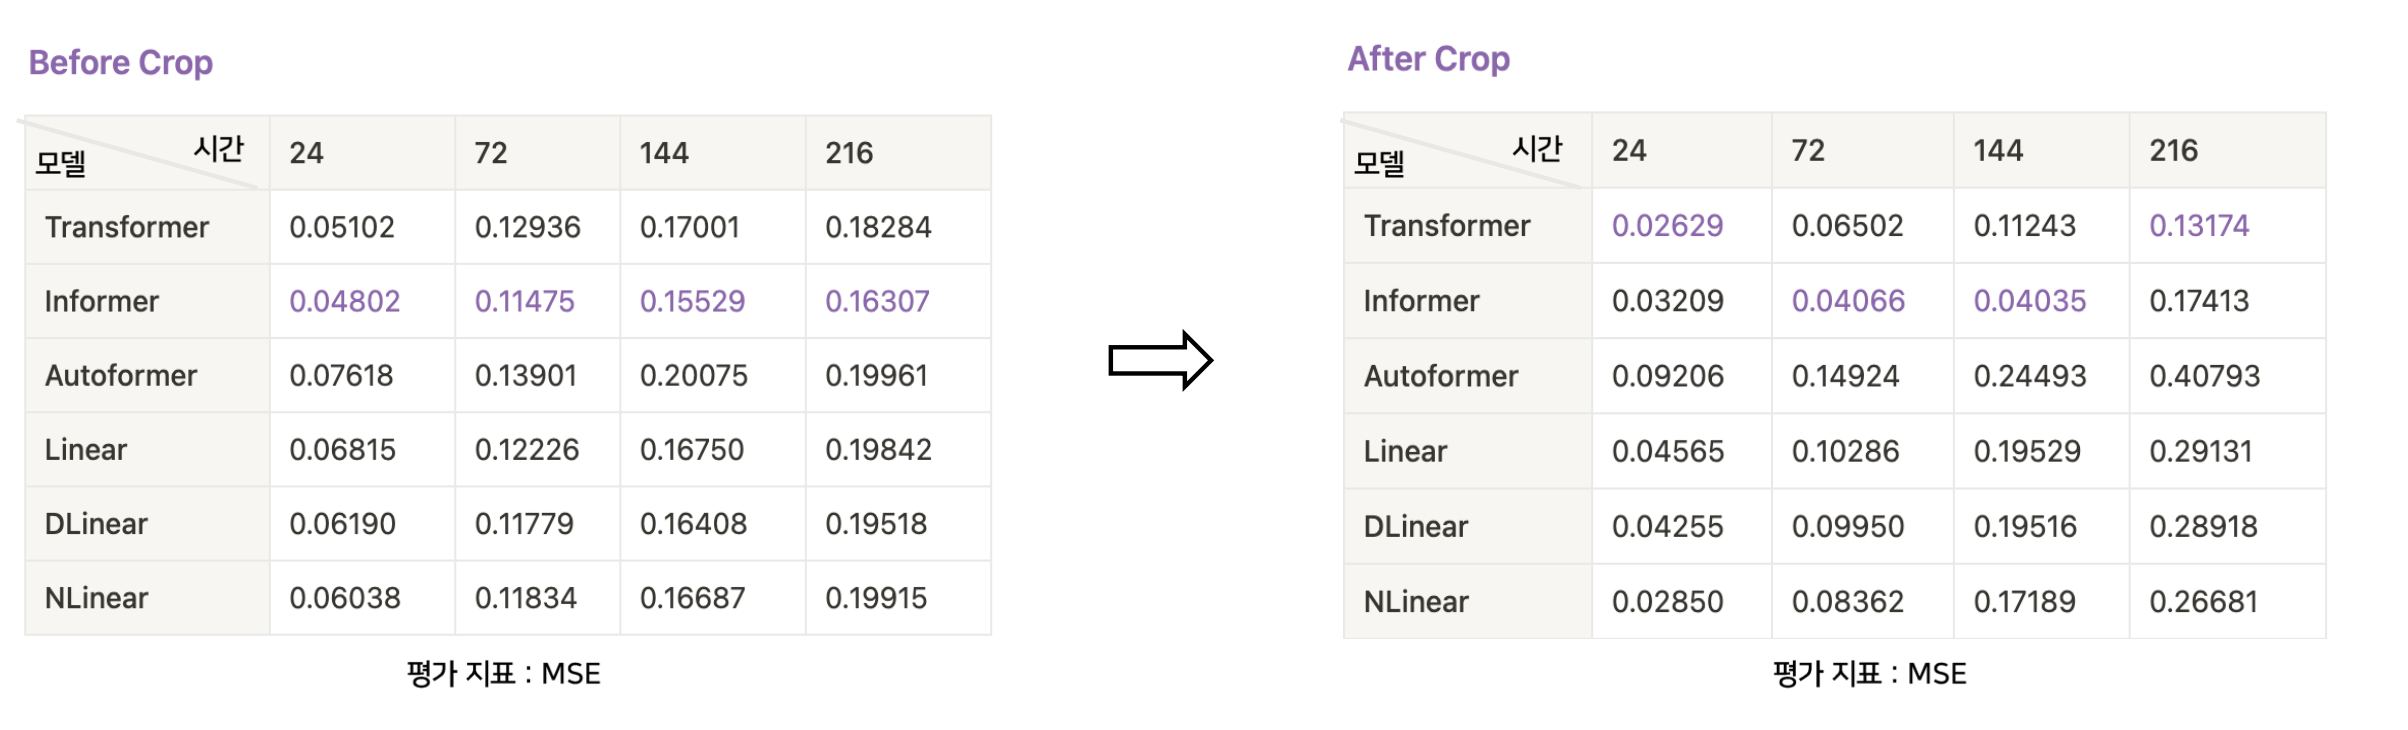 Before Crop
시간 24 72 144 216
모델
Transformer 0.05102 0.12936 0.17001 0.18284
Informer 0.04802 0.11475 0.15529 0.16307
Autoformer 0.07618 0.13901 0.20075 0.19961
Linear 0.06815 0.12226 0.16750 0.19842
DLinear 0.06190 0.11779 0.16408 0.19518
NLinear 0.06038 0.11834 0.16687 0.19915
평가 지표 : MSE
After Crop
시간 24 72 144 216
모델
Transformer 0.02629 0.06502 0.11243 0.13174
Informer 0.03209 0.04066 0.04035 0.17413
Autoformer 0.09206 0.14924 0.24493 0.40793
Linear 0.04565 0.10286 0.19529 0.29131
DLinear 0.04255 0.09950 0.19516 0.28918
NLinear 0.02850 0.08362 0.17189 0.26681
평가 지표 : MSE